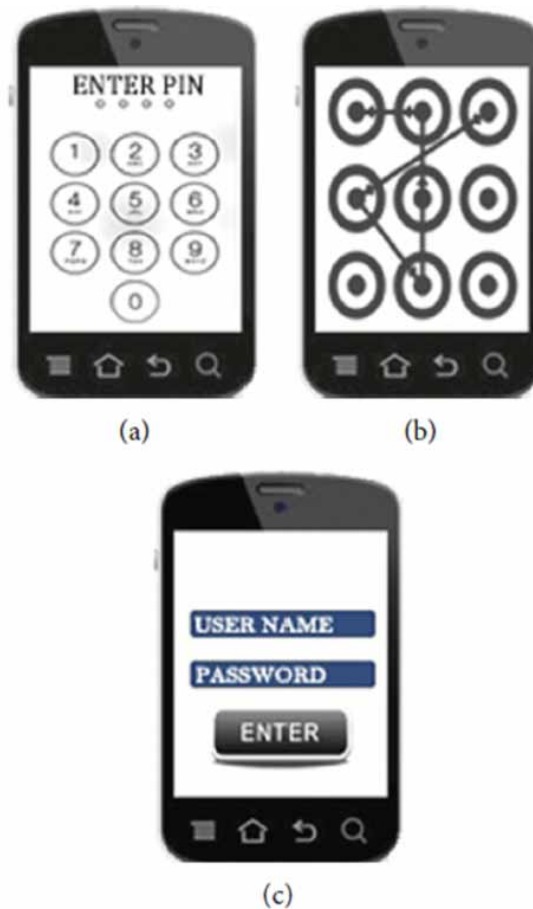 ENTER PIN
1 2 3
4 5 6
7 8 9
0
(a) (b)
USER NAME
PASSWORD
ENTER
(c)